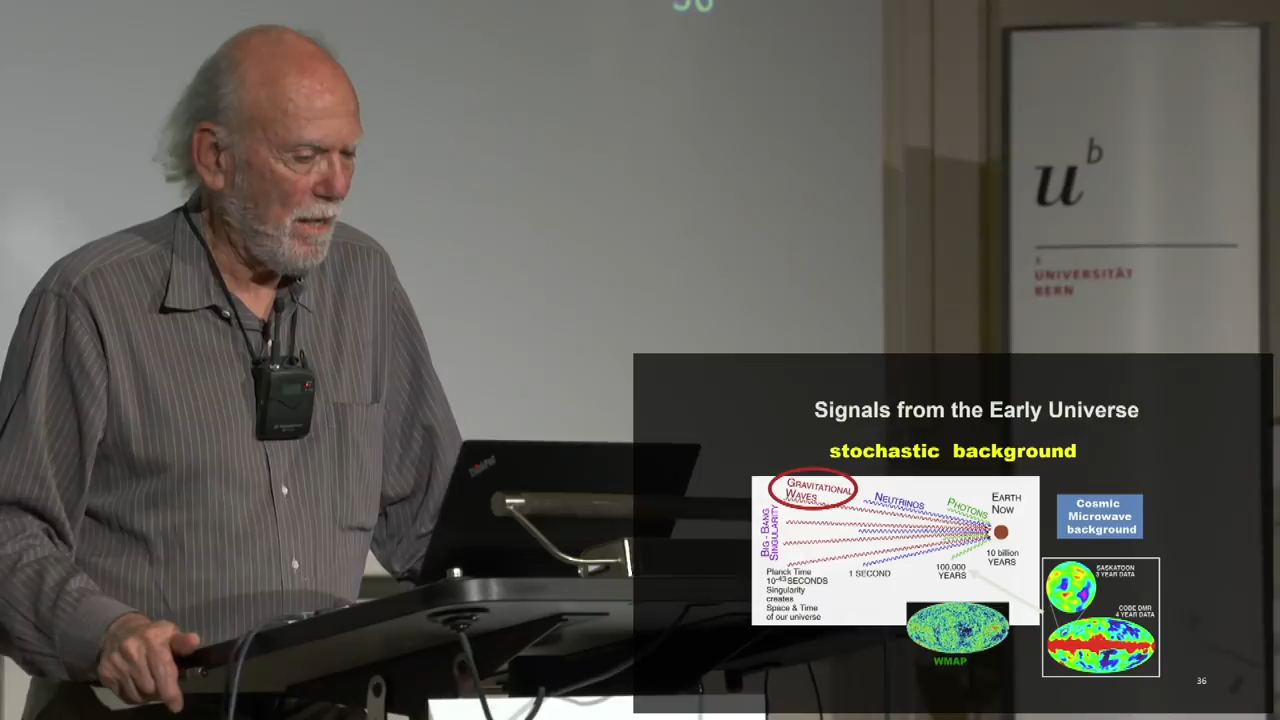 36
u
b
UNIVERSITÄT
BERN
ThinkPad
Signals from the Early Universe
stochastic background
GRAVITATIONAL
WAVES
NEUTRINOS
PHOTONS
EARTH
NOW
BIG-BANG
SINGULARITY
Planck Time
10⁻⁴³ SECONDS
Singularity
creates
Space & Time
of our universe
1 SECOND
100,000
YEARS
10 billion
YEARS
Cosmic
Microwave
background
SASKATOON
3 YEAR DATA
COBE DMR
4 YEAR DATA
WMAP
36